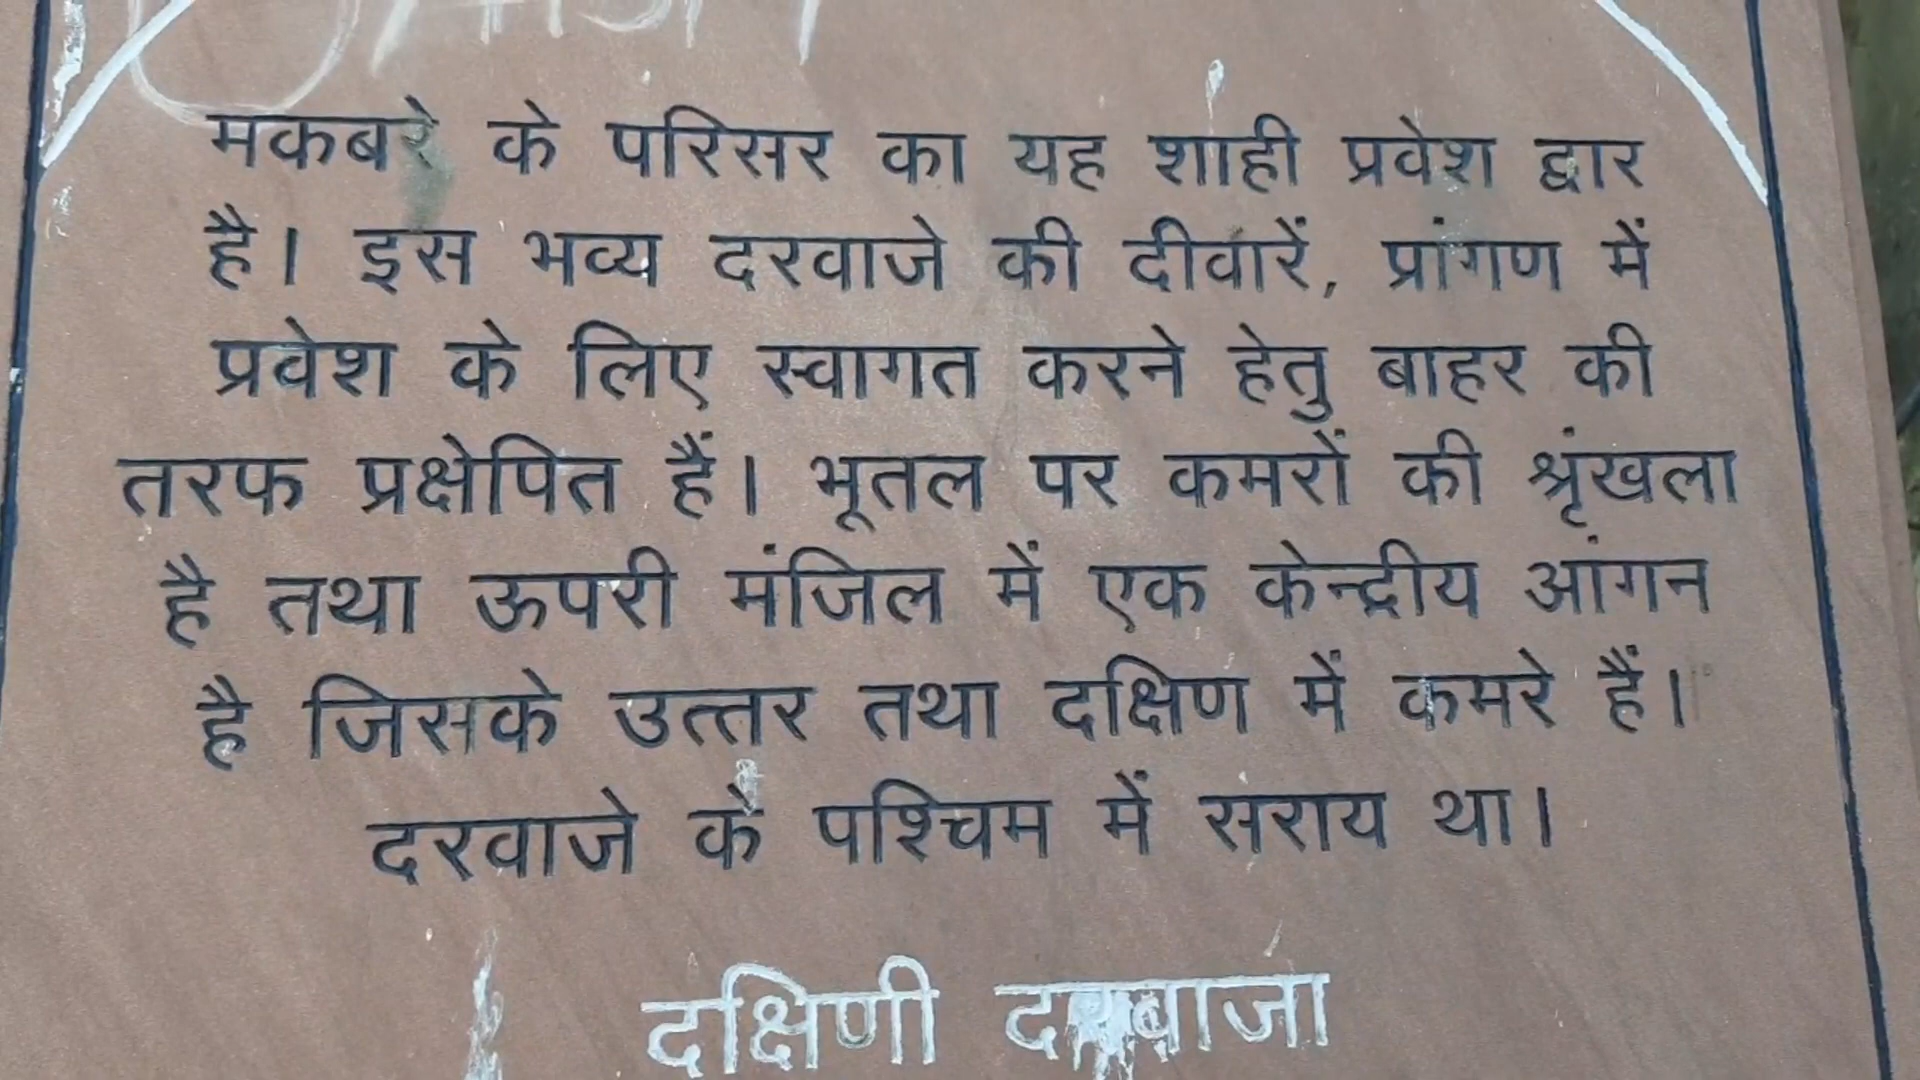 मकबरे के परिसर का यह शाही प्रवेश द्वार
है। इस भव्य दरवाजे की दीवारें, प्रांगण में
प्रवेश के लिए स्वागत करने हेतु बाहर की
तरफ प्रक्षेपित हैं। भूतल पर कमरों की श्रृंखला
है तथा ऊपरी मंजिल में एक केन्द्रीय आंगन
है जिसके उत्तर तथा दक्षिण में कमरे हैं।
दरवाजे के पश्चिम में सराय था।
दक्षिणी दरवाजा